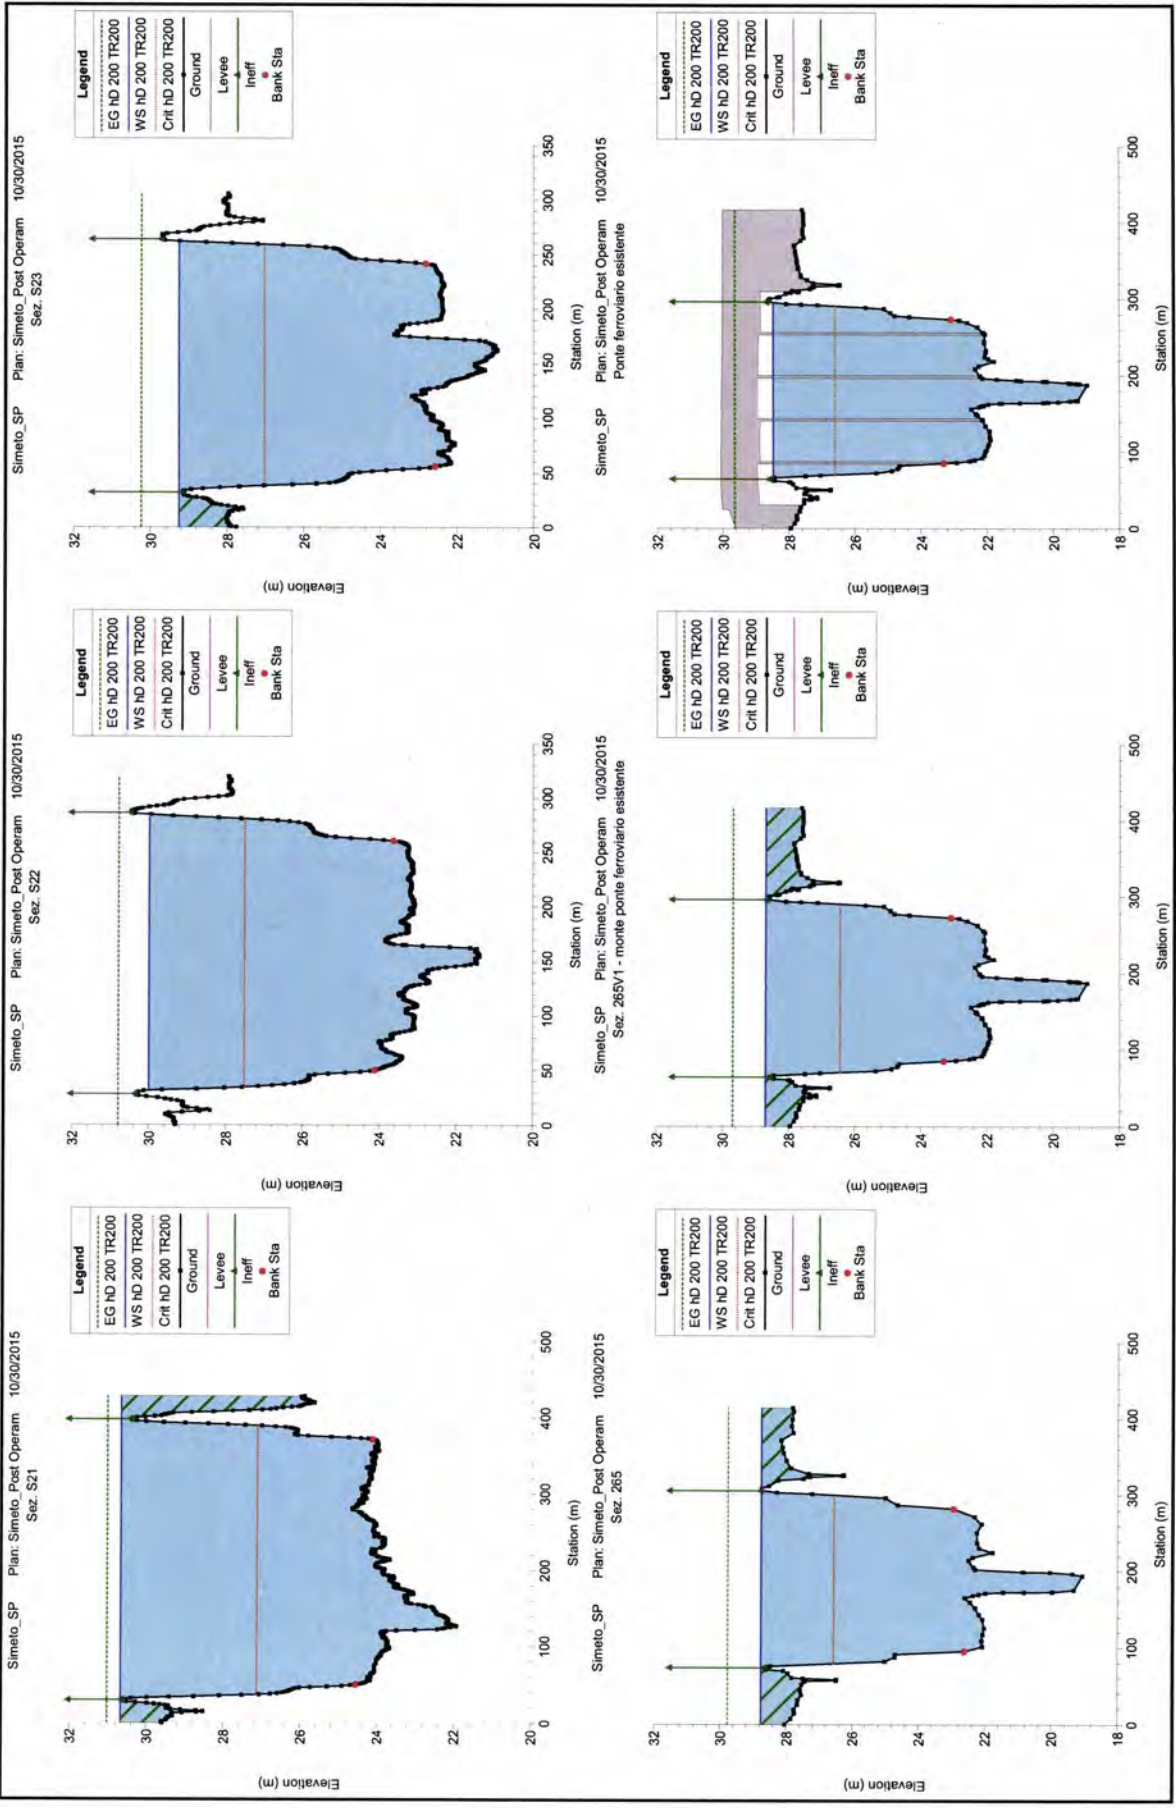 Simeto_SP Plan: Simeto_Post Operam 10/30/2015
Sez. S21
Elevation (m)
32
30
28
26
24
22
20
0
100
200
300
400
500
Station (m)
Legend
EG hD 200 TR200
WS hD 200 TR200
Crit hD 200 TR200
Ground
Levee
Ineff
Bank Sta
Simeto_SP Plan: Simeto_Post Operam 10/30/2015
Sez. S22
Elevation (m)
32
30
28
26
24
22
20
0
50
100
150
200
250
300
350
Station (m)
Legend
EG hD 200 TR200
WS hD 200 TR200
Crit hD 200 TR200
Ground
Levee
Ineff
Bank Sta
Simeto_SP Plan: Simeto_Post Operam 10/30/2015
Sez. S23
Elevation (m)
32
30
28
26
24
22
20
0
50
100
150
200
250
300
350
Station (m)
Legend
EG hD 200 TR200
WS hD 200 TR200
Crit hD 200 TR200
Ground
Levee
Ineff
Bank Sta
Simeto_SP Plan: Simeto_Post Operam 10/30/2015
Sez. 265
Elevation (m)
32
30
28
26
24
22
20
18
0
100
200
300
400
500
Station (m)
Legend
EG hD 200 TR200
WS hD 200 TR200
Crit hD 200 TR200
Ground
Levee
Ineff
Bank Sta
Simeto_SP Plan: Simeto_Post Operam 10/30/2015
Sez. 265V1 - monte ponte ferroviario esistente
Elevation (m)
32
30
28
26
24
22
20
18
0
100
200
300
400
500
Station (m)
Legend
EG hD 200 TR200
WS hD 200 TR200
Crit hD 200 TR200
Ground
Levee
Ineff
Bank Sta
Simeto_SP Plan: Simeto_Post Operam 10/30/2015
Ponte ferroviario esistente
Elevation (m)
32
30
28
26
24
22
20
18
0
100
200
300
400
500
Station (m)
Legend
EG hD 200 TR200
WS hD 200 TR200
Crit hD 200 TR200
Ground
Levee
Ineff
Bank Sta